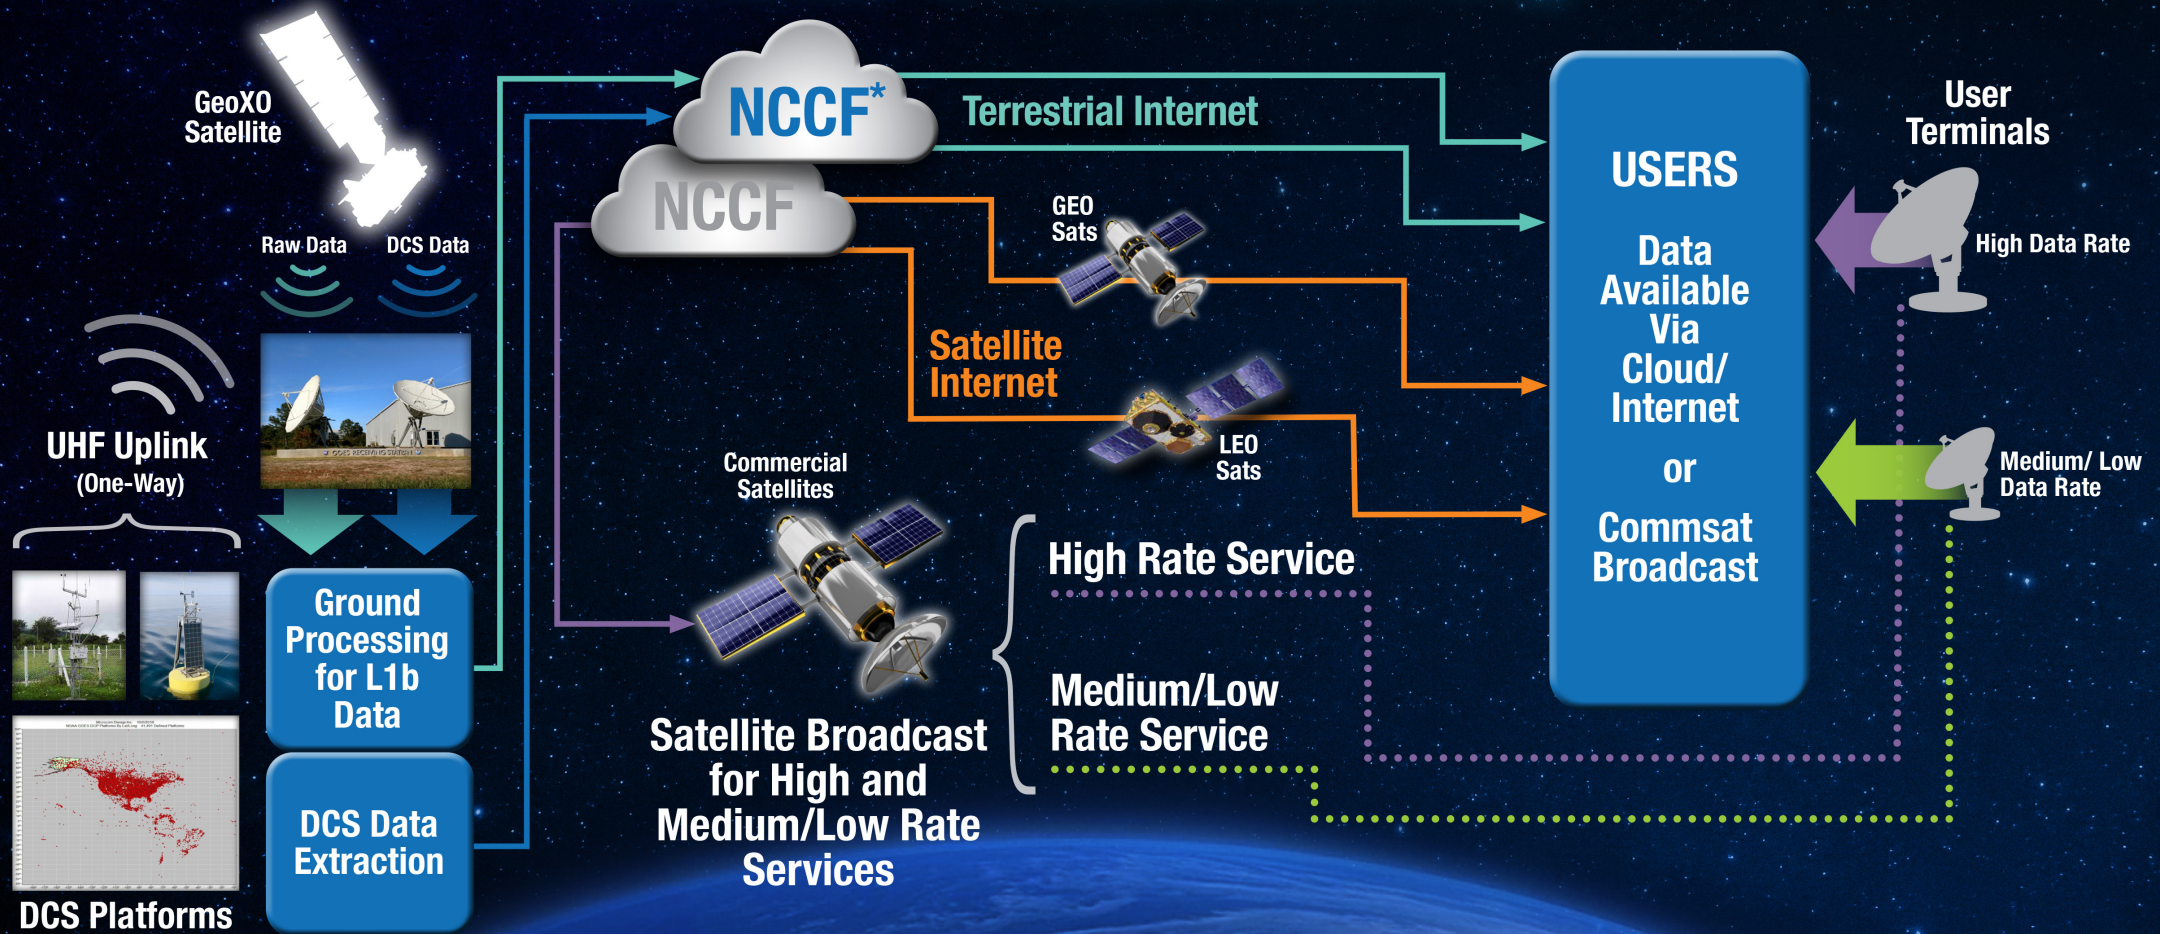 GeoXO
Satellite
Raw Data
DCS Data
UHF Uplink
(One-Way)
GOES RECEIVING STATION
DCS Platforms
Ground
Processing
for L1b
Data
DCS Data
Extraction
NCCF*
NCCF
Terrestrial Internet
GEO
Sats
Satellite
Internet
LEO
Sats
Commercial
Satellites
Satellite Broadcast
for High and
Medium/Low Rate
Services
High Rate Service
Medium/Low
Rate Service
USERS
Data
Available
Via
Cloud/
Internet
or
Commsat
Broadcast
User
Terminals
High Data Rate
Medium/ Low
Data Rate